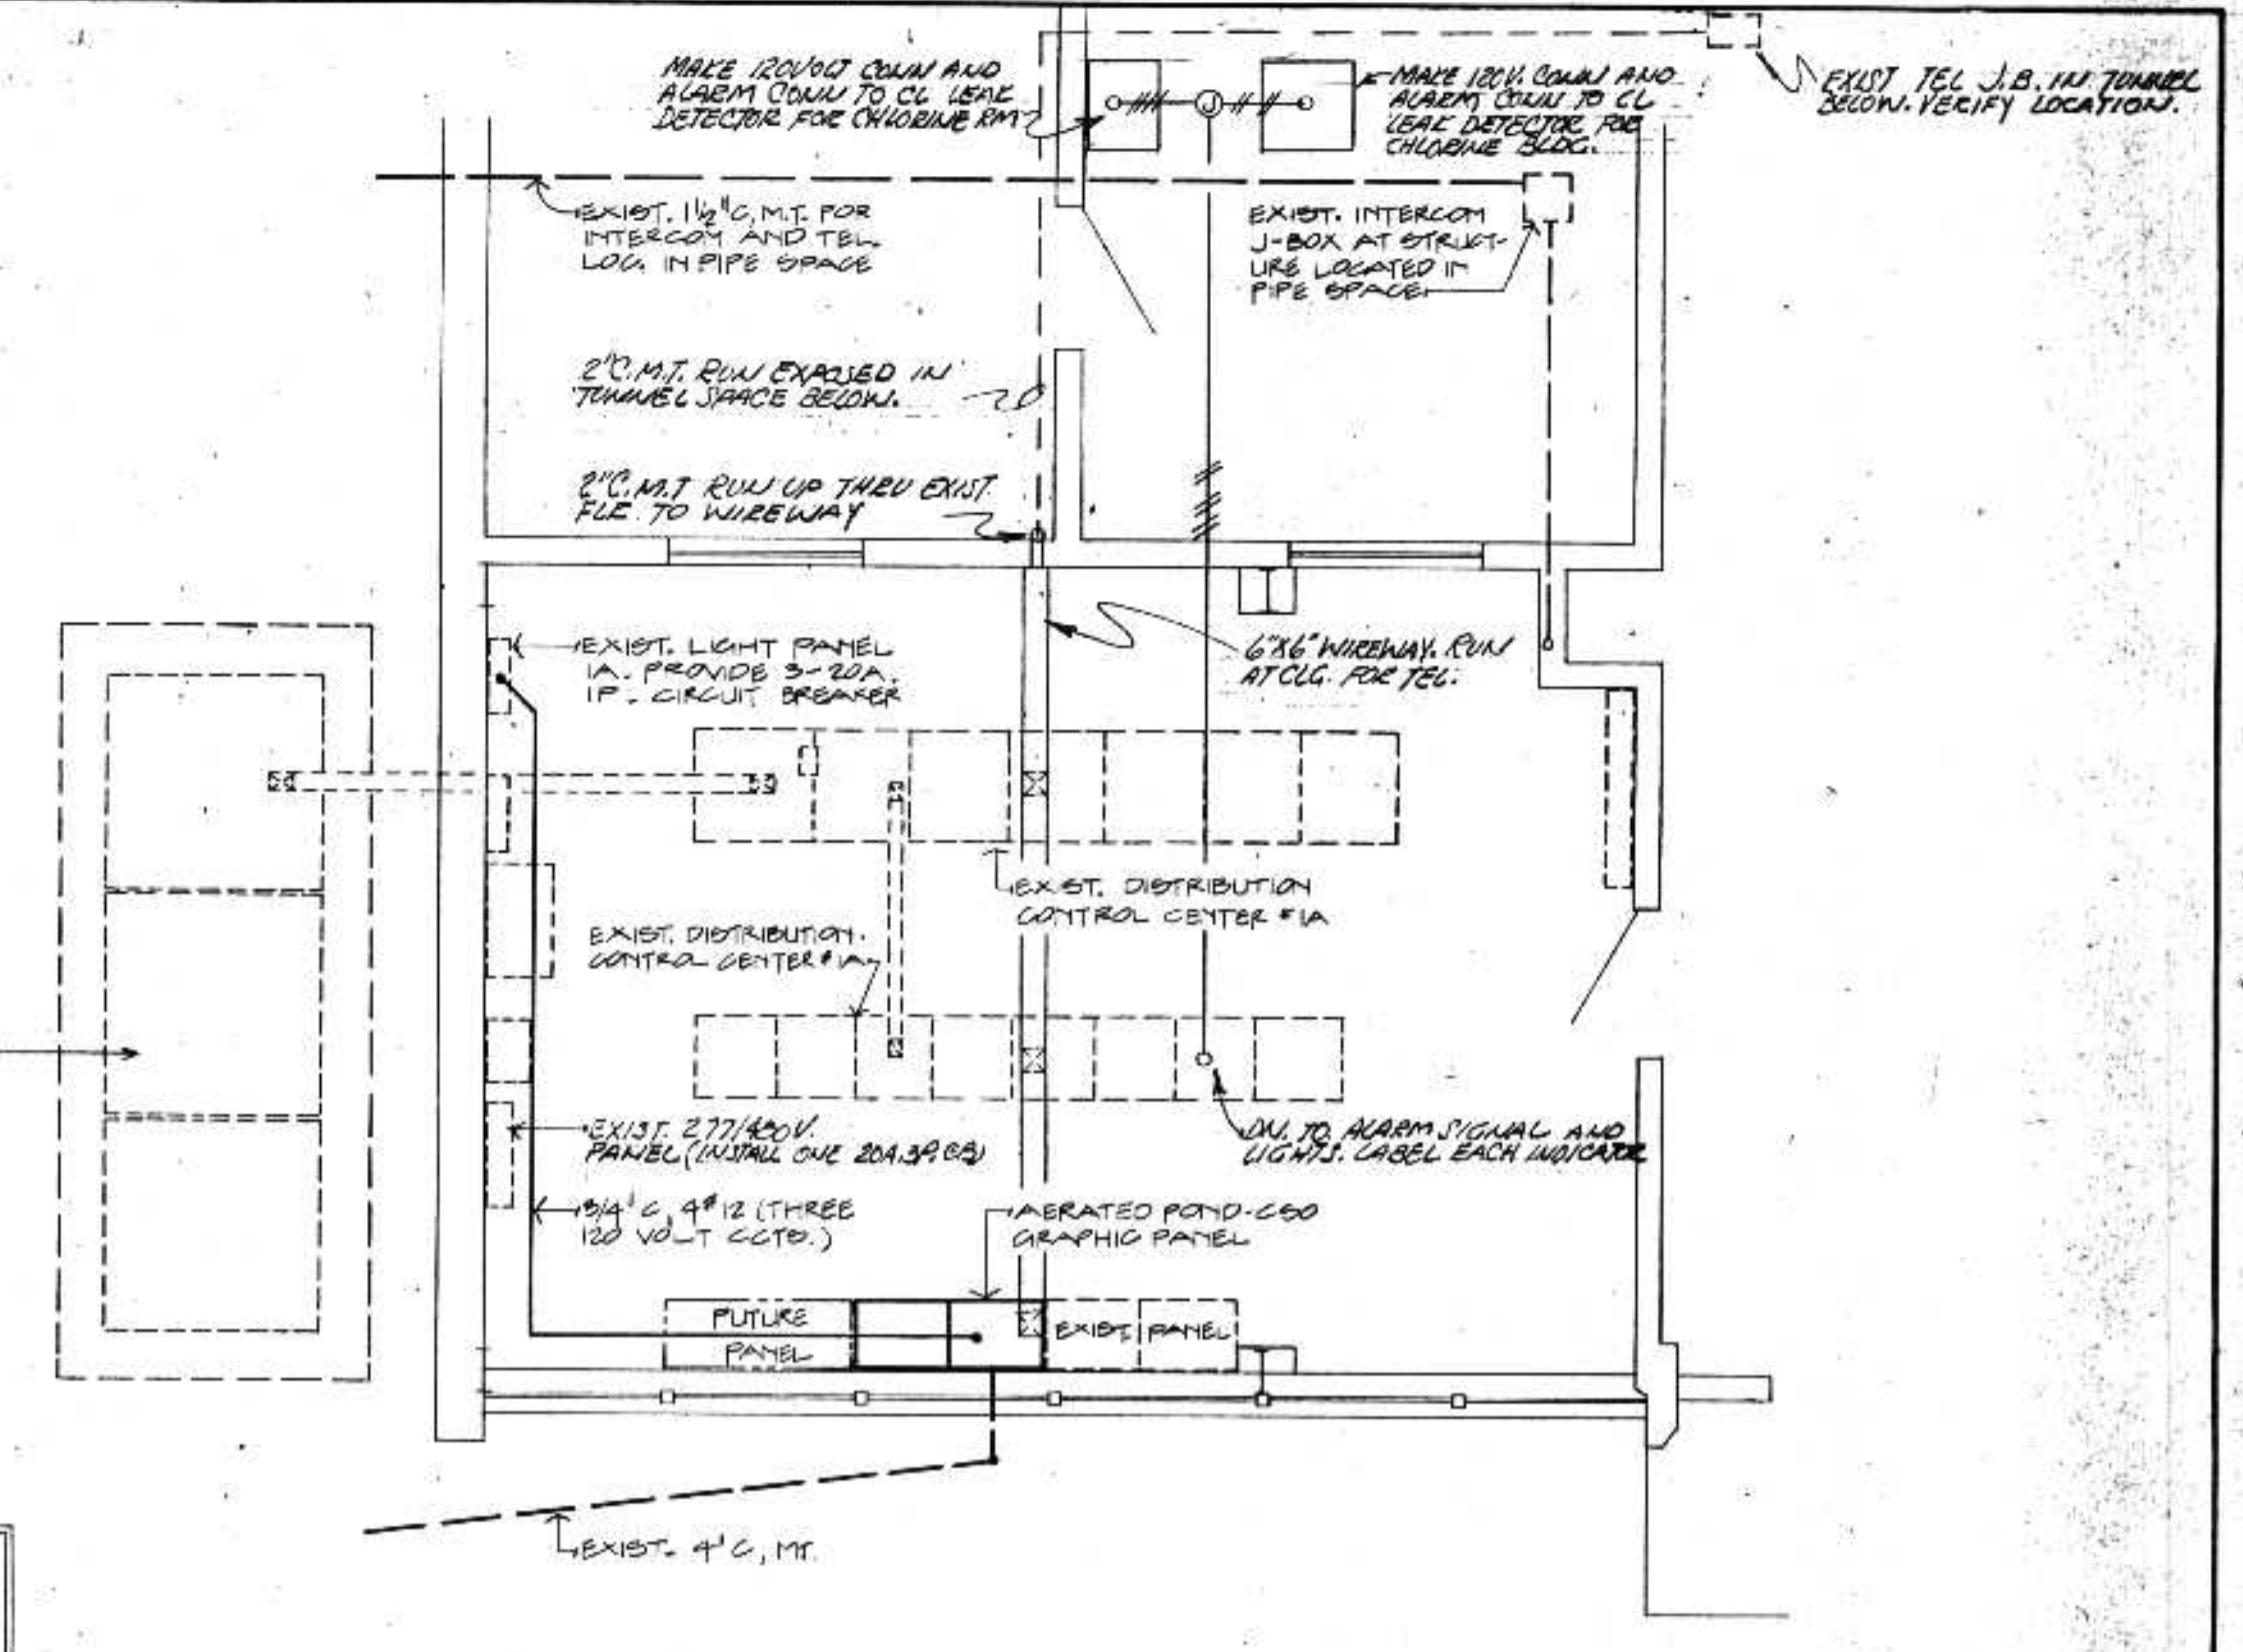 MAKE 120VOLT CONN AND
ALARM CONN TO CL LEAK
DETECTOR FOR CHLORINE RM
J
MAKE 120V. CONN AND
ALARM CONN TO CL
LEAK DETECTOR FOR
CHLORINE BLDG.
EXIST TEL J.B. IN TUNNEL
BELOW. VERIFY LOCATION.
EXIST. 1½"C, M.T. FOR
INTERCOM AND TEL.
LOC. IN PIPE SPACE
EXIST. INTERCOM
J-BOX AT STRUCT-
URE LOCATED IN
PIPE SPACE
2"C.M.T. RUN EXPOSED IN
TUNNEL SPACE BELOW.
2"C.M.T RUN UP THRU EXIST.
FLR. TO WIREWAY
EXIST. LIGHT PANEL
1A. PROVIDE 3-20A.
1P. CIRCUIT BREAKER
6"X6" WIREWAY. RUN
AT CLG. FOR TEL.
EXIST. DISTRIBUTION
CONTROL CENTER #1A
EXIST. DISTRIBUTION.
CONTROL CENTER #1A
EXIST. 277/480V.
PANEL (INSTALL ONE 20A.3P.CB)
DN. TO ALARM SIGNAL AND
LIGHTS. LABEL EACH INDICATOR
3/4"C, 4#12 (THREE
120 VOLT CCTS.)
AERATED POND-CSO
GRAPHIC PANEL
FUTURE
PANEL
EXIST. PANEL
EXIST. 4"C, MT.